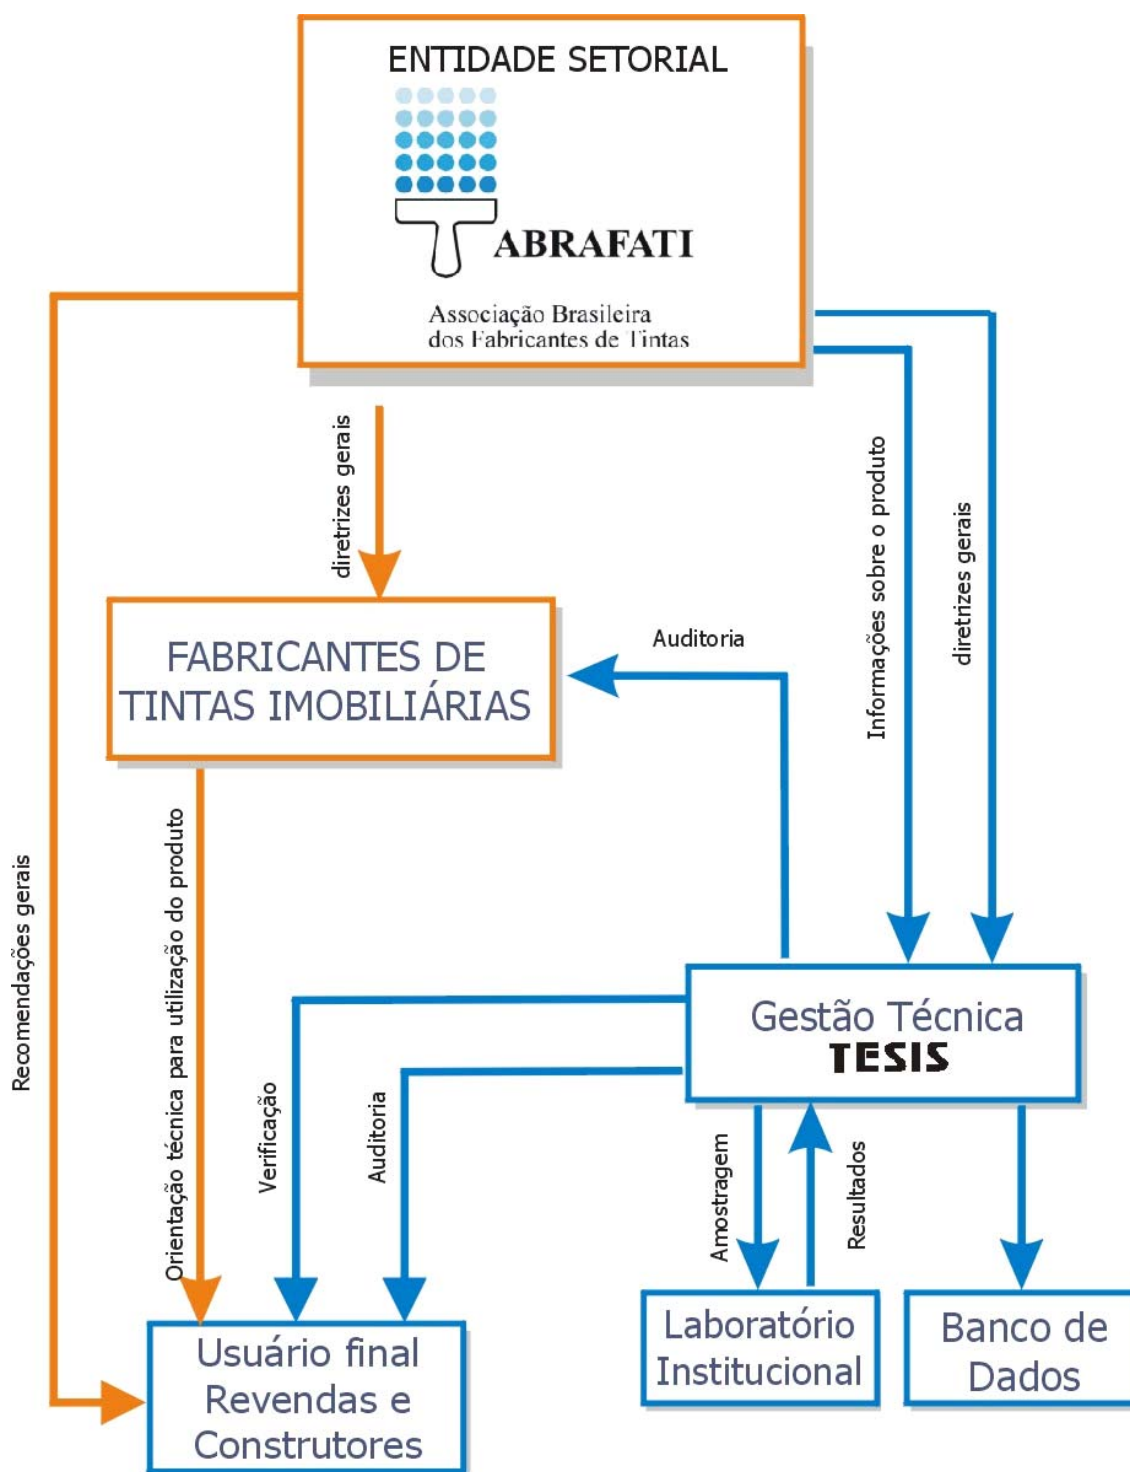 ENTIDADE SETORIAL
ABRAFATI
Associação Brasileira
dos Fabricantes de Tintas
diretrizes gerais
Informações sobre o produto
diretrizes gerais
FABRICANTES DE
TINTAS IMOBILIÁRIAS
Auditoria
Recomendações gerais
Orientação técnica para utilização do produto
Gestão Técnica
TESIS
Verificação
Auditoria
Amostragem
Resultados
Usuário final
Revendas e
Construtores
Laboratório
Institucional
Banco de
Dados